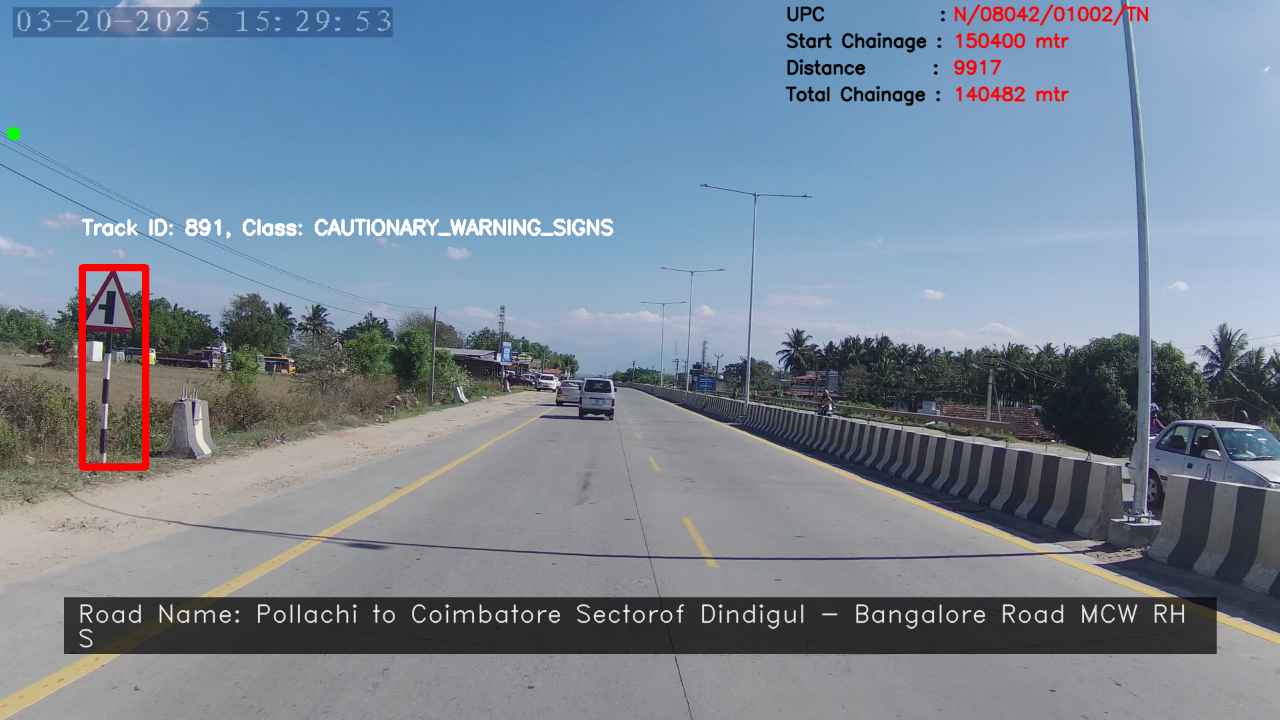 03-20-2025 15:29:53
UPC : N/08042/01002/TN
Start Chainage : 150400 mtr
Distance : 9917
Total Chainage : 140482 mtr
Track ID: 891, Class: CAUTIONARY_WARNING_SIGNS
Road Name: Pollachi to Coimbatore Sectorof Dindigul - Bangalore Road MCW RH
S